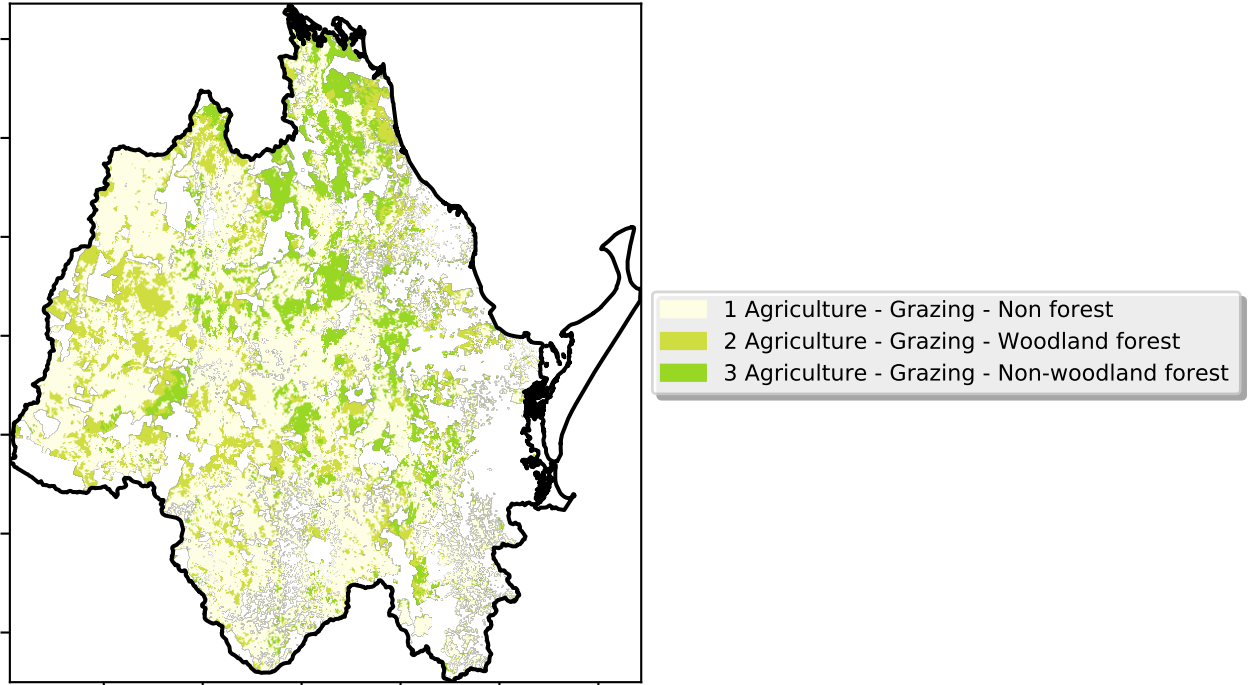 1 Agriculture - Grazing - Non forest
2 Agriculture - Grazing - Woodland forest
3 Agriculture - Grazing - Non-woodland forest